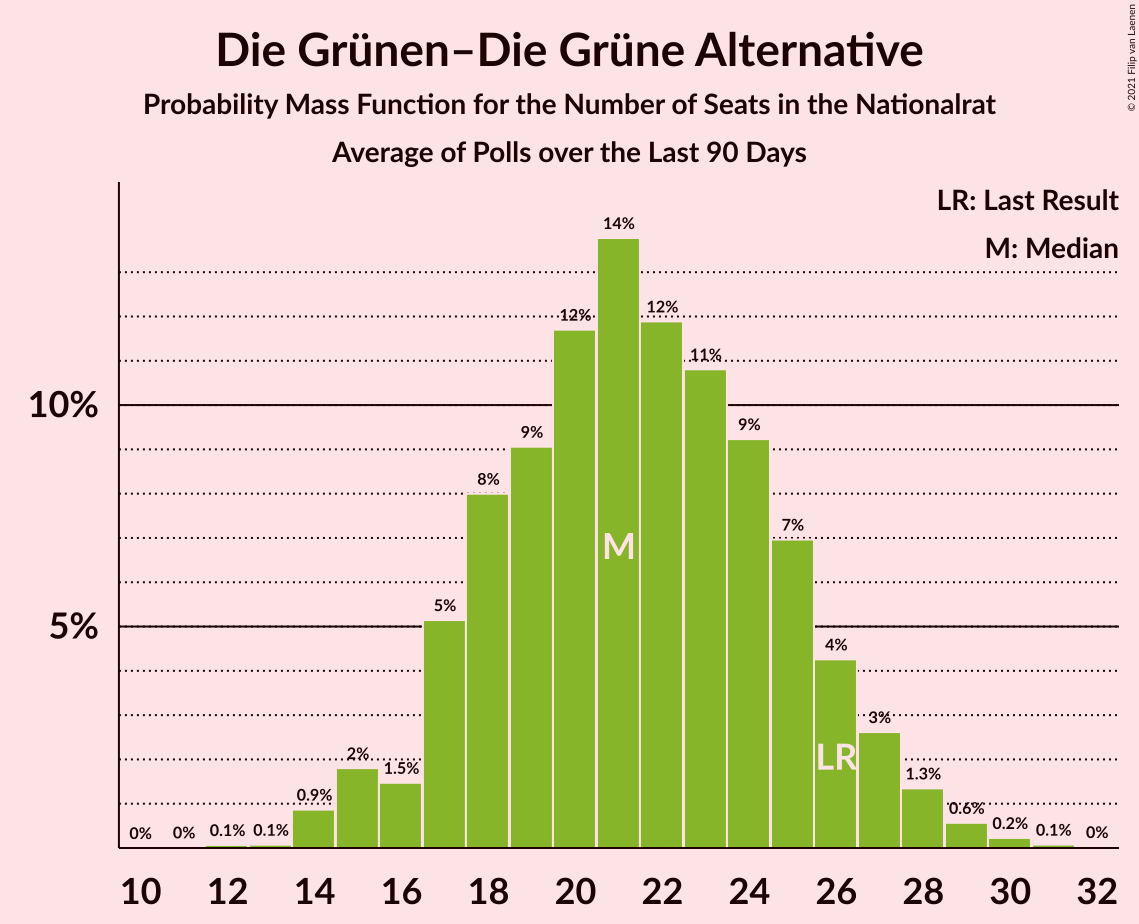 Die Grünen–Die Grüne Alternative
Probability Mass Function for the Number of Seats in the Nationalrat
Average of Polls over the Last 90 Days
© 2021 Filip van Laenen
LR: Last Result
M: Median
14%
12%
12%
11%
10%
9%
9%
8%
7%
M
5%
5%
4%
3%
LR
2%
1.5%
1.3%
0.9%
0.6%
0%
0%
0.1%
0.1%
0.2%
0.1%
0%
10 12 14 16 18 20 22 24 26 28 30 32